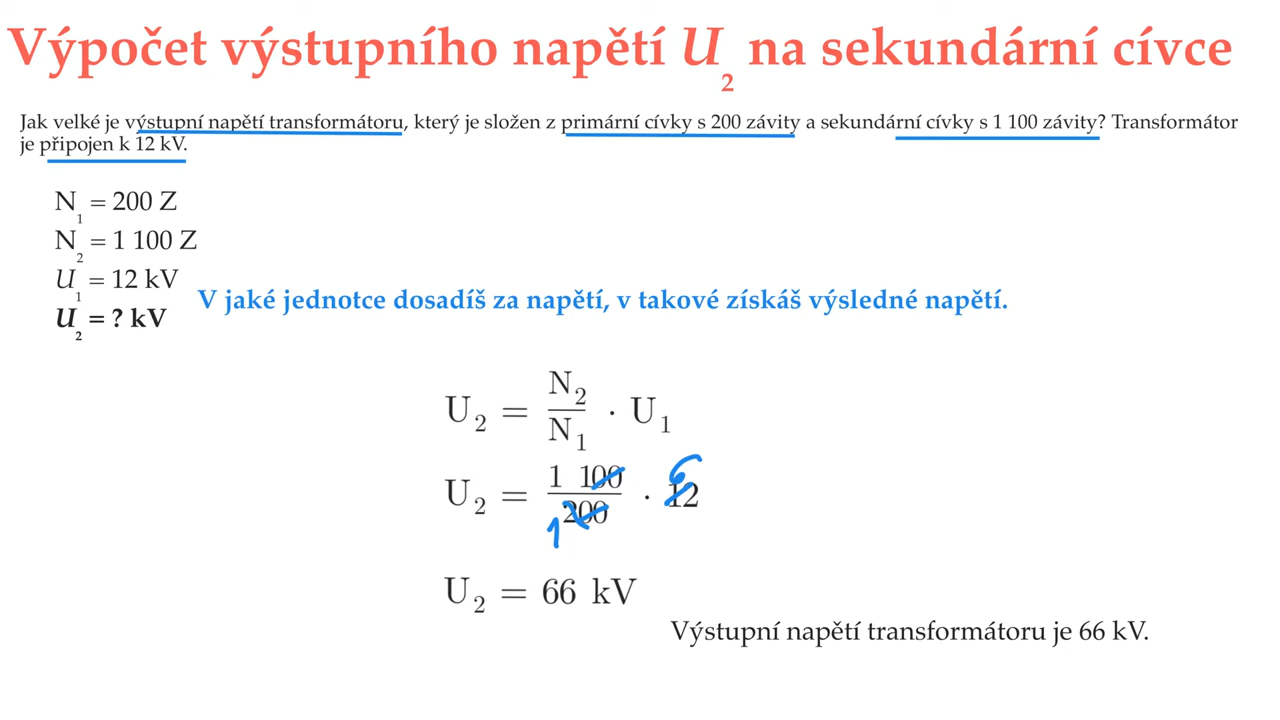 Výpočet výstupního napětí U₂ na sekundární cívce
Jak velké je výstupní napětí transformátoru, který je složen z primární cívky s 200 závity a sekundární cívky s 1 100 závity? Transformátor
je připojen k 12 kV.
N₁ = 200 Z
N₂ = 1 100 Z
U₁ = 12 kV
U₂ = ? kV
V jaké jednotce dosadíš za napětí, v takové získáš výsledné napětí.
U₂ = N₂/N₁ · U₁
U₂ = 1 100/200 · 12
6
1
U₂ = 66 kV
Výstupní napětí transformátoru je 66 kV.